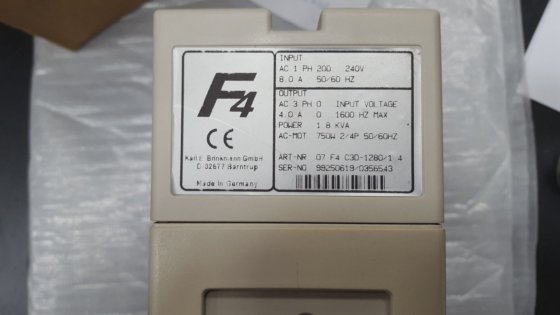 F4
CE
Karl E. Brinkmann GmbH
D-32677 Barntrup
Made in Germany
INPUT
AC 1 PH 200 240V
8.0 A 50/60 HZ
OUTPUT
AC 3 PH 0 INPUT VOLTAGE
4.0 A 0 1600 HZ MAX
POWER 1.8 KVA
AC-MOT. 750W 2/4P 50/60HZ
ART-NR 07.F4.C3D-1280/1.4
SER-NO 98250619/0356543